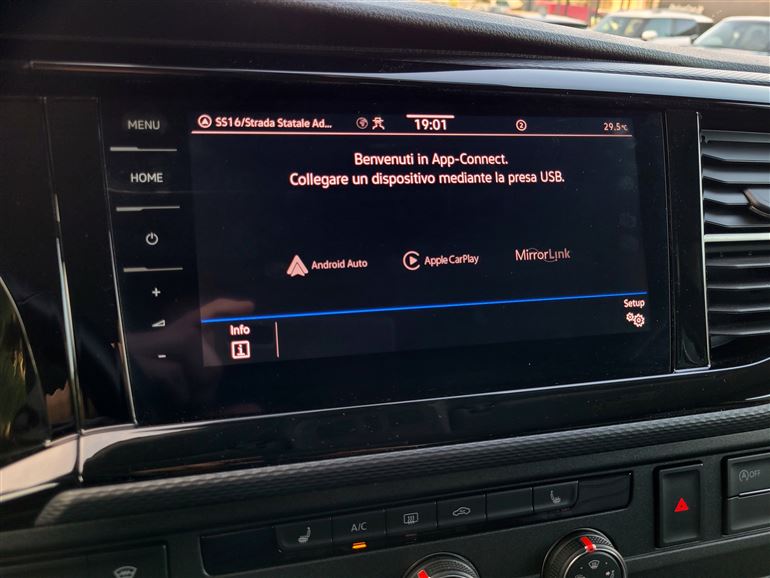 MENU
HOME
SS16/Strada Statale Ad...
19:01
2
29.5°C
Benvenuti in App-Connect.
Collegare un dispositivo mediante la presa USB.
Android Auto
Apple CarPlay
MirrorLink
Info
Setup
A/C
A OFF